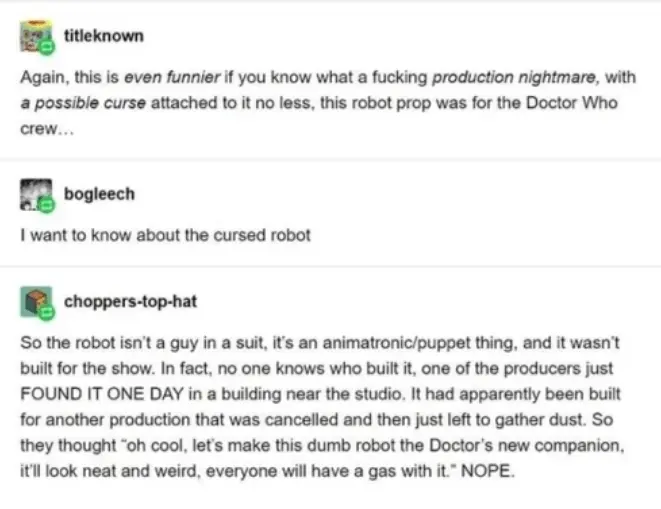 titleknown
Again, this is even funnier if you know what a fucking production nightmare, with
a possible curse attached to it no less, this robot prop was for the Doctor Who
crew...
bogleech
I want to know about the cursed robot
choppers-top-hat
So the robot isn't a guy in a suit, it's an animatronic/puppet thing, and it wasn't
built for the show. In fact, no one knows who built it, one of the producers just
FOUND IT ONE DAY in a building near the studio. It had apparently been built
for another production that was cancelled and then just left to gather dust. So
they thought "oh cool, let's make this dumb robot the Doctor's new companion,
it'll look neat and weird, everyone will have a gas with it." NOPE.